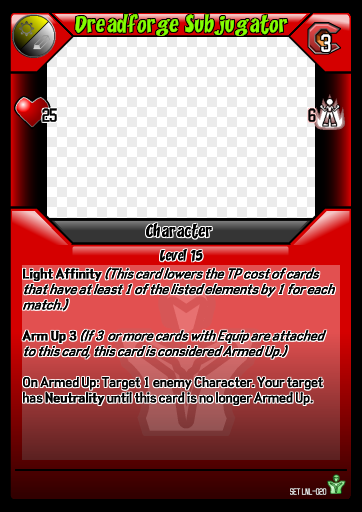 Dreadforge Subjugator
3
25
6
Character
Level 15
Light Affinity (This card lowers the TP cost of cards
that have at least 1 of the listed elements by 1 for each
match.)
Arm Up 3 (If 3 or more cards with Equip are attached
to this card, this card is considered Armed Up.)
On Armed Up: Target 1 enemy Character. Your target
has Neutrality until this card is no longer Armed Up.
SET LNL-020